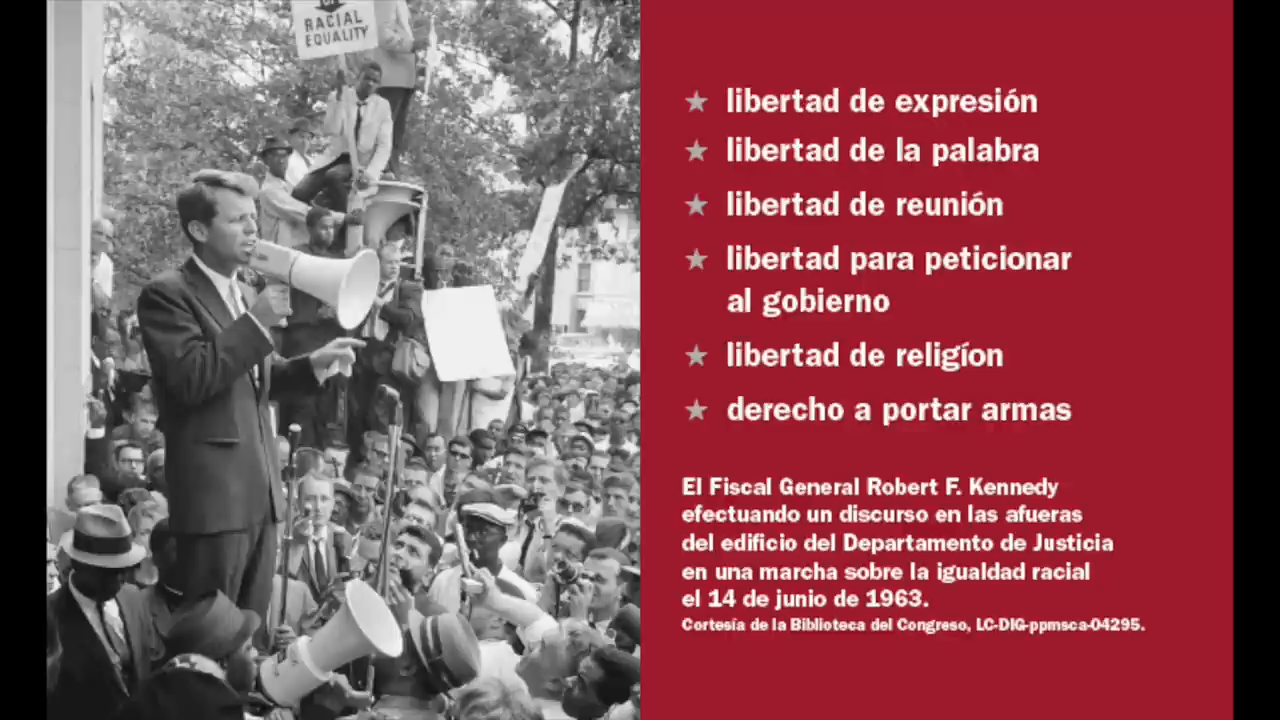 RACIAL
EQUALITY
libertad de expresión
libertad de la palabra
libertad de reunión
libertad para peticionar
al gobierno
libertad de religíon
derecho a portar armas
El Fiscal General Robert F. Kennedy
efectuando un discurso en las afueras
del edificio del Departamento de Justicia
en una marcha sobre la igualdad racial
el 14 de junio de 1963.
Cortesía de la Biblioteca del Congreso, LC-DIG-ppmsca-04295.